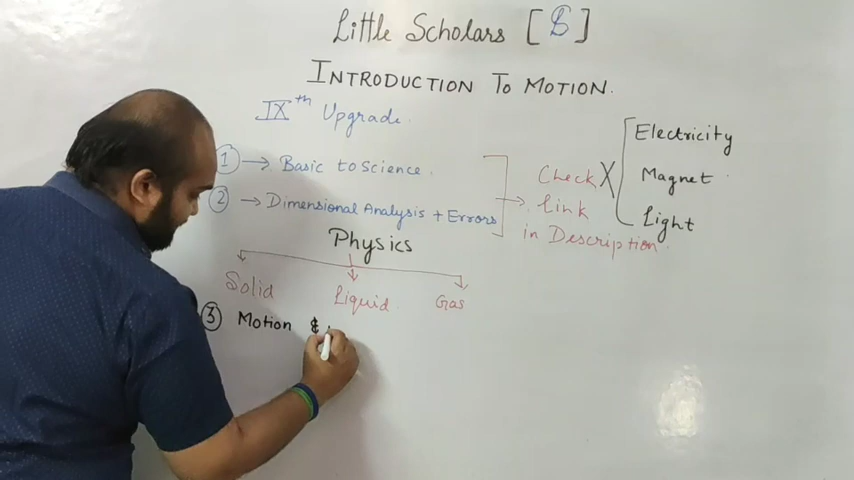 Little Scholars [LS]
INTRODUCTION TO MOTION.
IXth Upgrade.
1 → Basic to Science.
2 → Dimensional Analysis + Errors
→ Check Link in Description.
X
Electricity
Magnet
Light
Physics
Solid Liquid Gas
3 Motion &